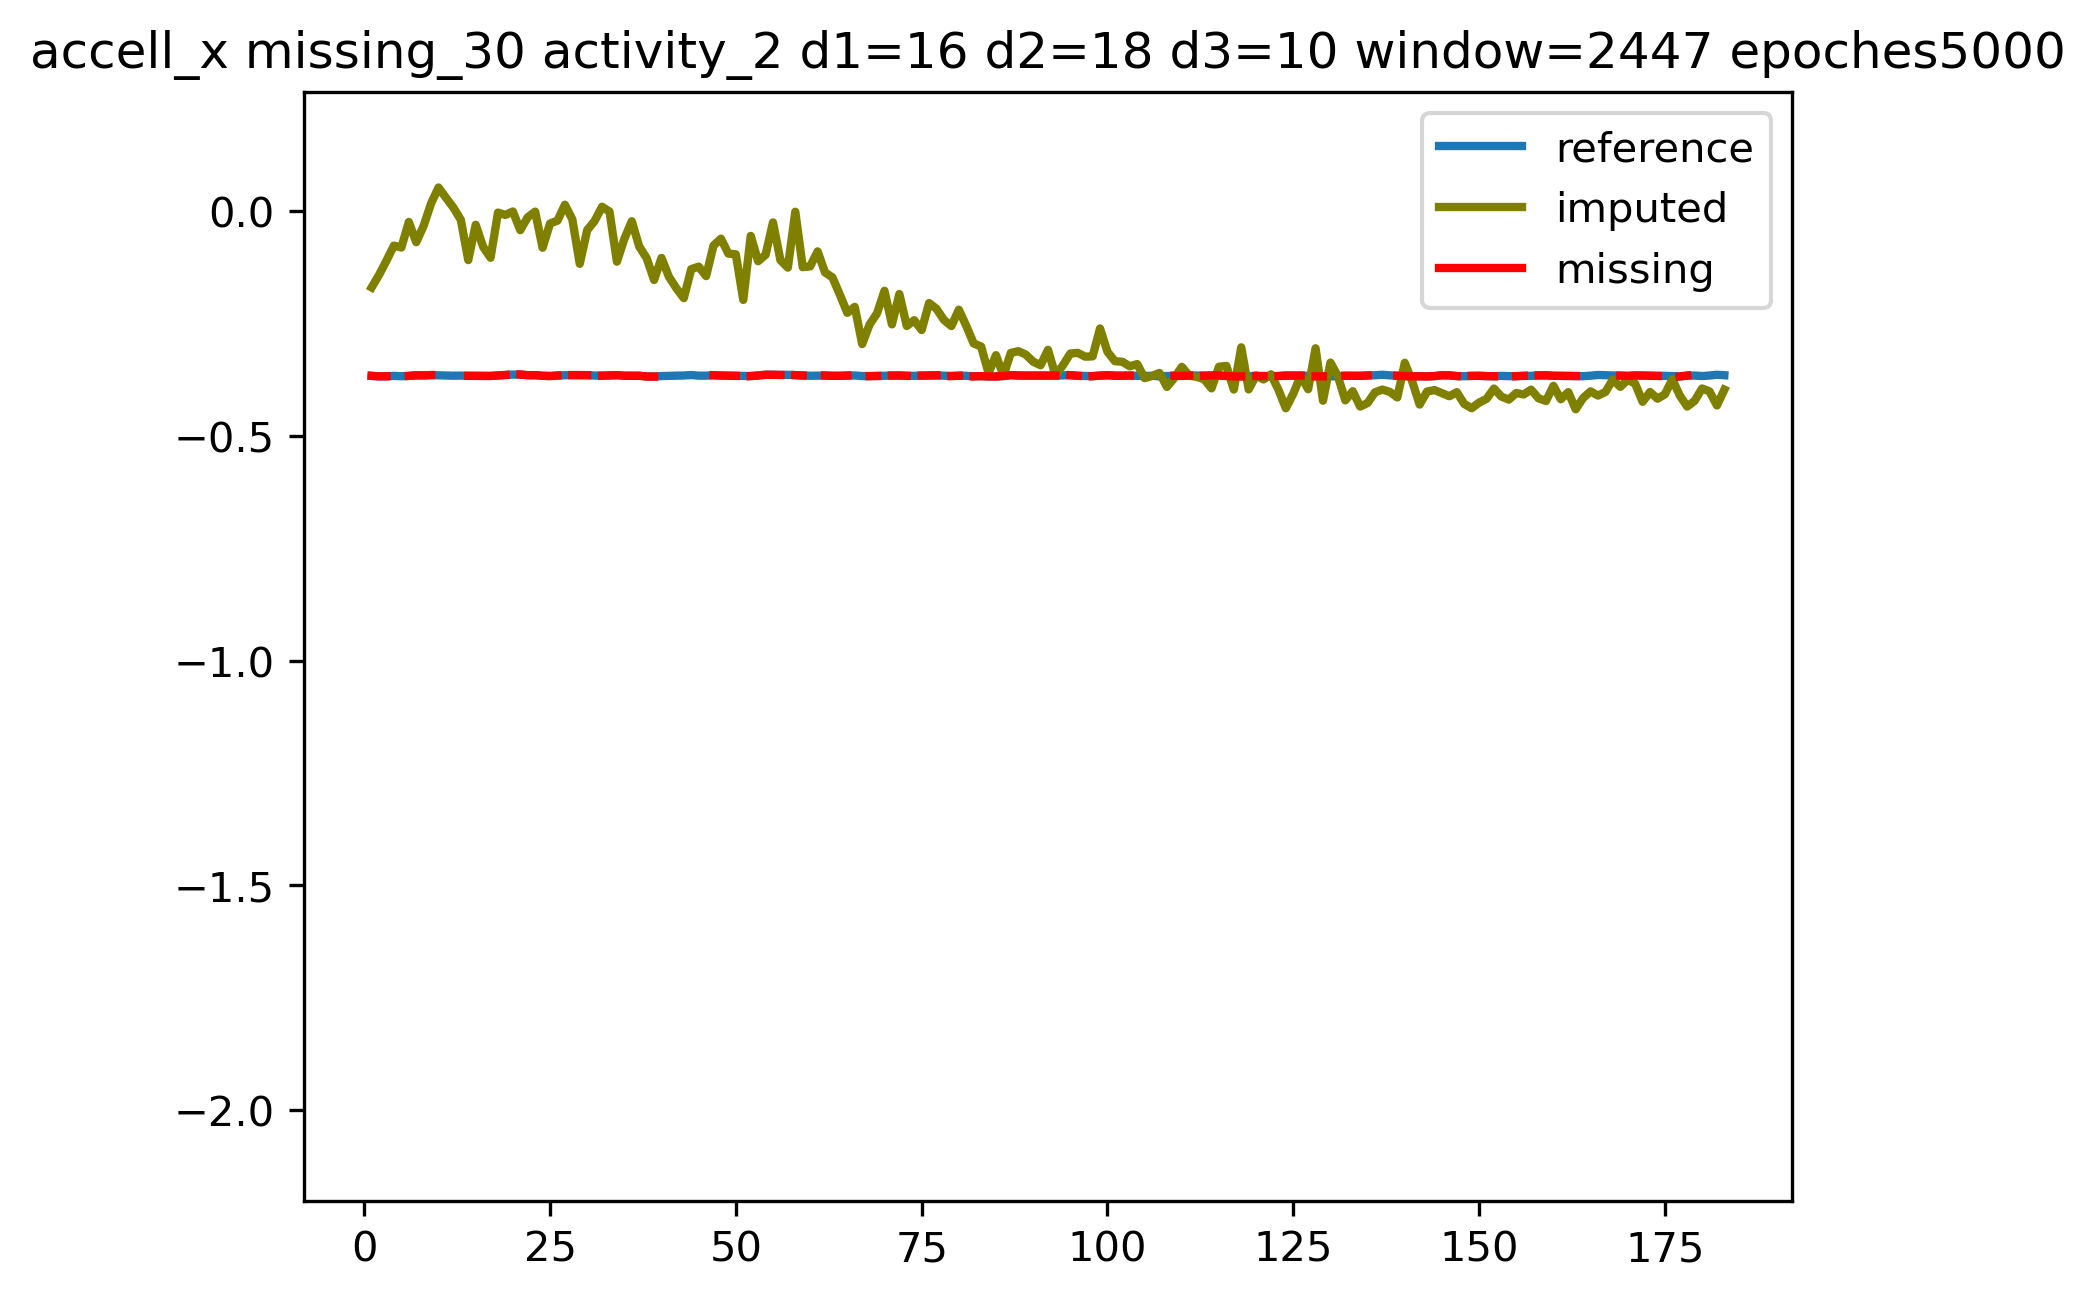 accell_x missing_30 activity_2 d1=16 d2=18 d3=10 window=2447 epoches5000
reference
imputed
missing
0.0
−0.5
−1.0
−1.5
−2.0
0 25 50 75 100 125 150 175